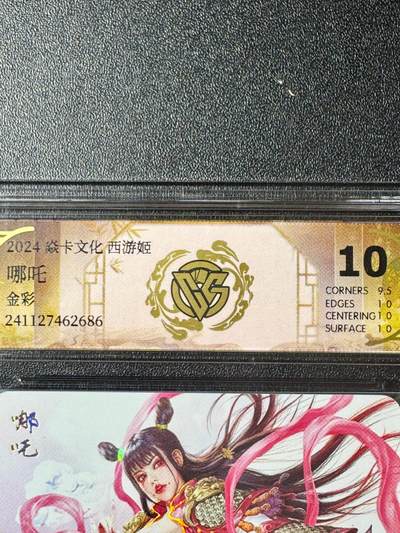 2024 焱卡文化 西游姬
哪吒
金彩
241127462686
10
CORNERS 9.5
EDGES 10
CENTERING 10
SURFACE 10
哪
吒